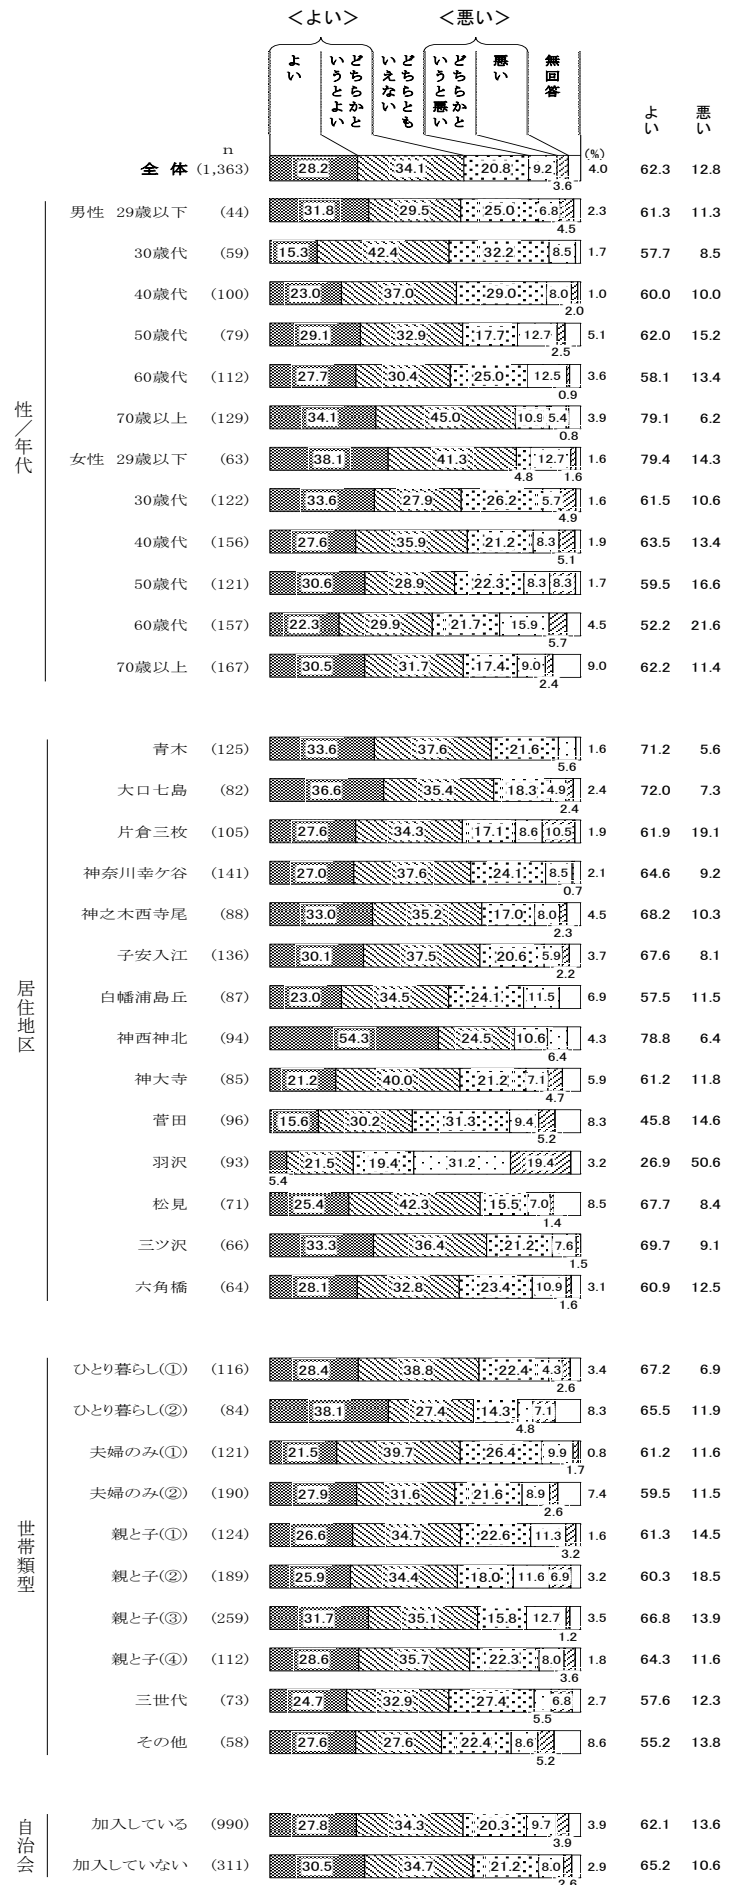 ＜よい＞ ＜悪い＞
よい どちらかというとよい どちらともいえない どちらかというと悪い 悪い 無回答 よい 悪い
n (%)
全 体 (1,363) 28.2 34.1 20.8 9.2 3.6 4.0 62.3 12.8
性／年代
男性 29歳以下 (44) 31.8 29.5 25.0 6.8 4.5 2.3 61.3 11.3
30歳代 (59) 15.3 42.4 32.2 8.5 1.7 57.7 8.5
40歳代 (100) 23.0 37.0 29.0 8.0 2.0 1.0 60.0 10.0
50歳代 (79) 29.1 32.9 17.7 12.7 2.5 5.1 62.0 15.2
60歳代 (112) 27.7 30.4 25.0 12.5 0.9 3.6 58.1 13.4
70歳以上 (129) 34.1 45.0 10.9 5.4 0.8 3.9 79.1 6.2
女性 29歳以下 (63) 38.1 41.3 4.8 12.7 1.6 1.6 79.4 14.3
30歳代 (122) 33.6 27.9 26.2 5.7 4.9 1.6 61.5 10.6
40歳代 (156) 27.6 35.9 21.2 8.3 5.1 1.9 63.5 13.4
50歳代 (121) 30.6 28.9 22.3 8.3 8.3 1.7 59.5 16.6
60歳代 (157) 22.3 29.9 21.7 15.9 5.7 4.5 52.2 21.6
70歳以上 (167) 30.5 31.7 17.4 9.0 2.4 9.0 62.2 11.4
居住地区
青木 (125) 33.6 37.6 21.6 5.6 1.6 71.2 5.6
大口七島 (82) 36.6 35.4 18.3 4.9 2.4 2.4 72.0 7.3
片倉三枚 (105) 27.6 34.3 17.1 8.6 10.5 1.9 61.9 19.1
神奈川幸ケ谷 (141) 27.0 37.6 24.1 8.5 0.7 2.1 64.6 9.2
神之木西寺尾 (88) 33.0 35.2 17.0 8.0 2.3 4.5 68.2 10.3
子安入江 (136) 30.1 37.5 20.6 5.9 2.2 3.7 67.6 8.1
白幡浦島丘 (87) 23.0 34.5 24.1 11.5 6.9 57.5 11.5
神西神北 (94) 54.3 24.5 10.6 6.4 4.3 78.8 6.4
神大寺 (85) 21.2 40.0 21.2 7.1 4.7 5.9 61.2 11.8
菅田 (96) 15.6 30.2 31.3 9.4 5.2 8.3 45.8 14.6
羽沢 (93) 5.4 21.5 19.4 31.2 19.4 3.2 26.9 50.6
松見 (71) 25.4 42.3 15.5 7.0 1.4 8.5 67.7 8.4
三ツ沢 (66) 33.3 36.4 21.2 7.6 1.5 69.7 9.1
六角橋 (64) 28.1 32.8 23.4 10.9 1.6 3.1 60.9 12.5
世帯類型
ひとり暮らし(①) (116) 28.4 38.8 22.4 4.3 2.6 3.4 67.2 6.9
ひとり暮らし(②) (84) 38.1 27.4 14.3 4.8 7.1 8.3 65.5 11.9
夫婦のみ(①) (121) 21.5 39.7 26.4 9.9 1.7 0.8 61.2 11.6
夫婦のみ(②) (190) 27.9 31.6 21.6 8.9 2.6 7.4 59.5 11.5
親と子(①) (124) 26.6 34.7 22.6 11.3 3.2 1.6 61.3 14.5
親と子(②) (189) 25.9 34.4 18.0 11.6 6.9 3.2 60.3 18.5
親と子(③) (259) 31.7 35.1 15.8 12.7 1.2 3.5 66.8 13.9
親と子(④) (112) 28.6 35.7 22.3 8.0 3.6 1.8 64.3 11.6
三世代 (73) 24.7 32.9 27.4 5.5 6.8 2.7 57.6 12.3
その他 (58) 27.6 27.6 22.4 8.6 5.2 8.6 55.2 13.8
自治会
加入している (990) 27.8 34.3 20.3 9.7 3.9 3.9 62.1 13.6
加入していない (311) 30.5 34.7 21.2 8.0 2.6 2.9 65.2 10.6